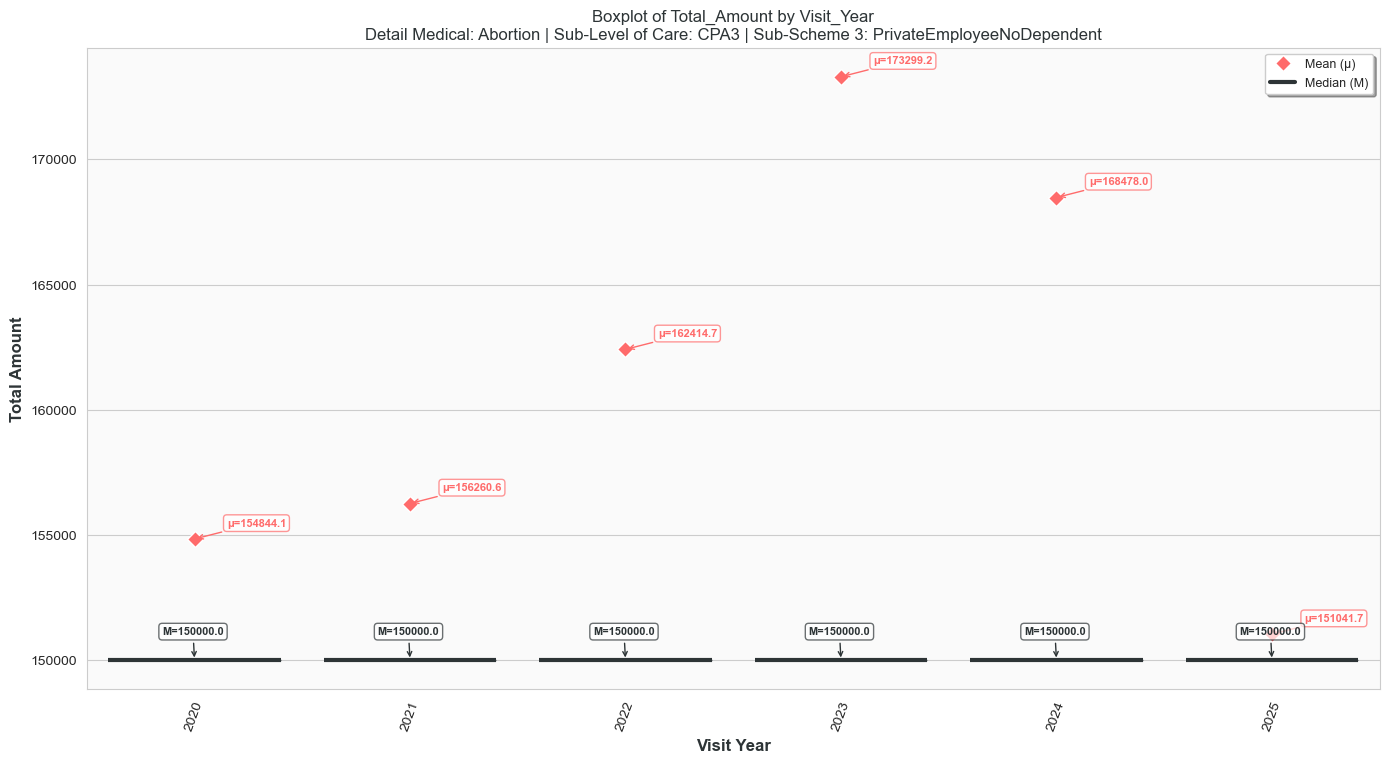 Boxplot of Total_Amount by Visit_Year
Detail Medical: Abortion | Sub-Level of Care: CPA3 | Sub-Scheme 3: PrivateEmployeeNoDependent
Mean (μ)
Median (M)
Total Amount
170000
165000
160000
155000
150000
μ=154844.1
μ=156260.6
μ=162414.7
μ=173299.2
μ=168478.0
μ=151041.7
M=150000.0
M=150000.0
M=150000.0
M=150000.0
M=150000.0
M=150000.0
2020
2021
2022
2023
2024
2025
Visit Year